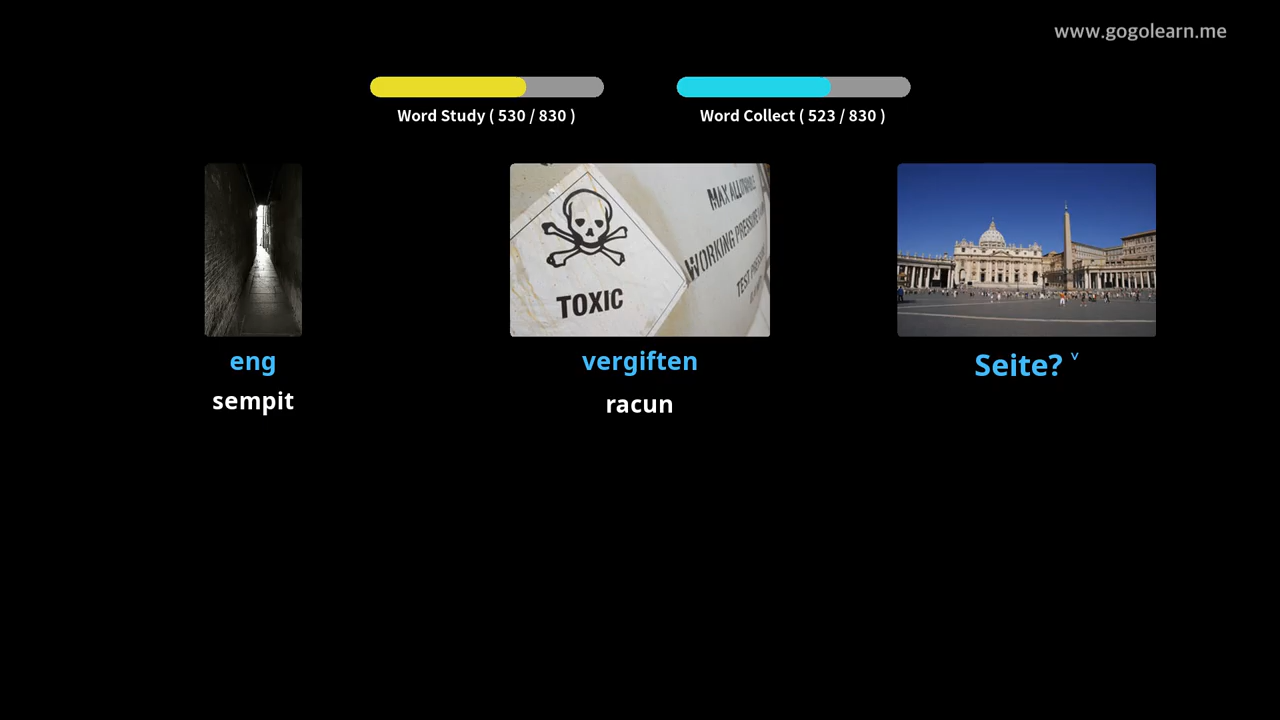 www.gogolearn.me
Word Study ( 530 / 830 )
Word Collect ( 523 / 830 )
TOXIC
MAX ALLOWABLE
WORKING PRESSURE
TEST
eng
vergiften
Seite? v
sempit
racun